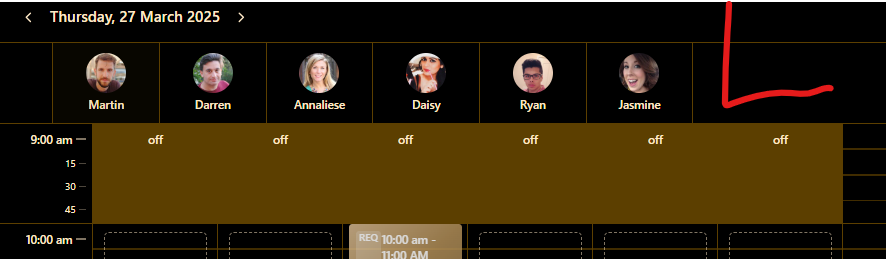 Thursday, 27 March 2025
Martin Darren Annaliese Daisy Ryan Jasmine
9:00 am off off off off off off
15
30
45
10:00 am REQ 10:00 am -
11:00 AM